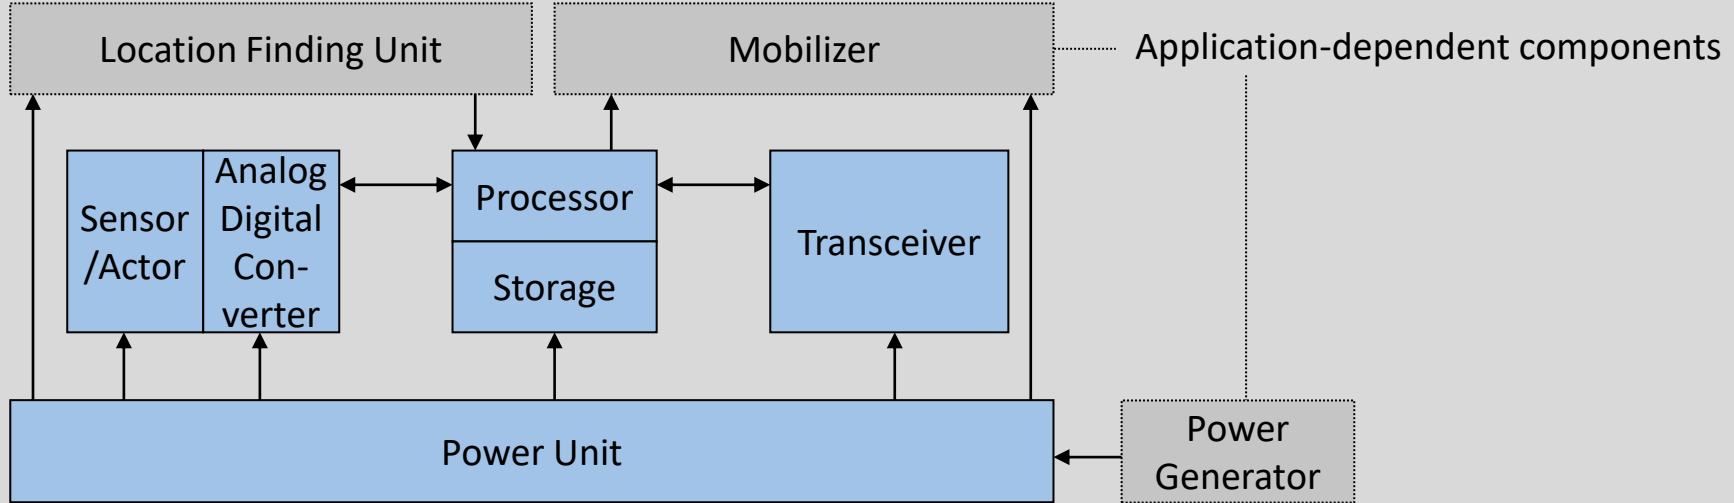 Location Finding Unit
Mobilizer
Application-dependent components
Sensor
/Actor
Analog
Digital
Con-
verter
Processor
Storage
Transceiver
Power Unit
Power
Generator